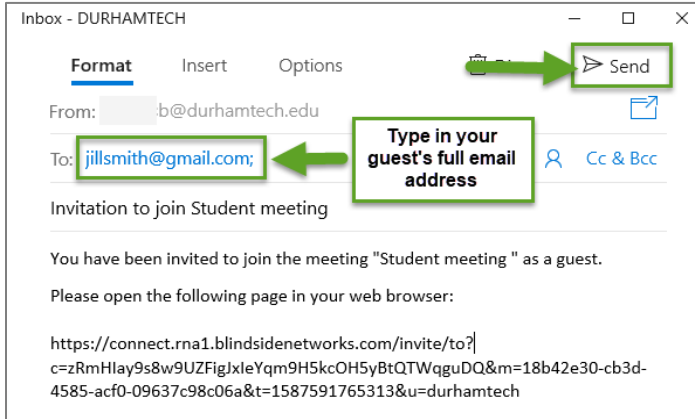 Inbox - DURHAMTECH
Format Insert Options Send
From: b@durhamtech.edu
To: jillsmith@gmail.com; Cc & Bcc
Type in your
guest's full email
address
Invitation to join Student meeting
You have been invited to join the meeting "Student meeting " as a guest.
Please open the following page in your web browser:
https://connect.rna1.blindsidenetworks.com/invite/to?
c=zRmHIay9s8w9UZFigJxIeYqm9H5kcOH5yBtQTWqguDQ&m=18b42e30-cb3d-
4585-acf0-09637c98c06a&t=1587591765313&u=durhamtech